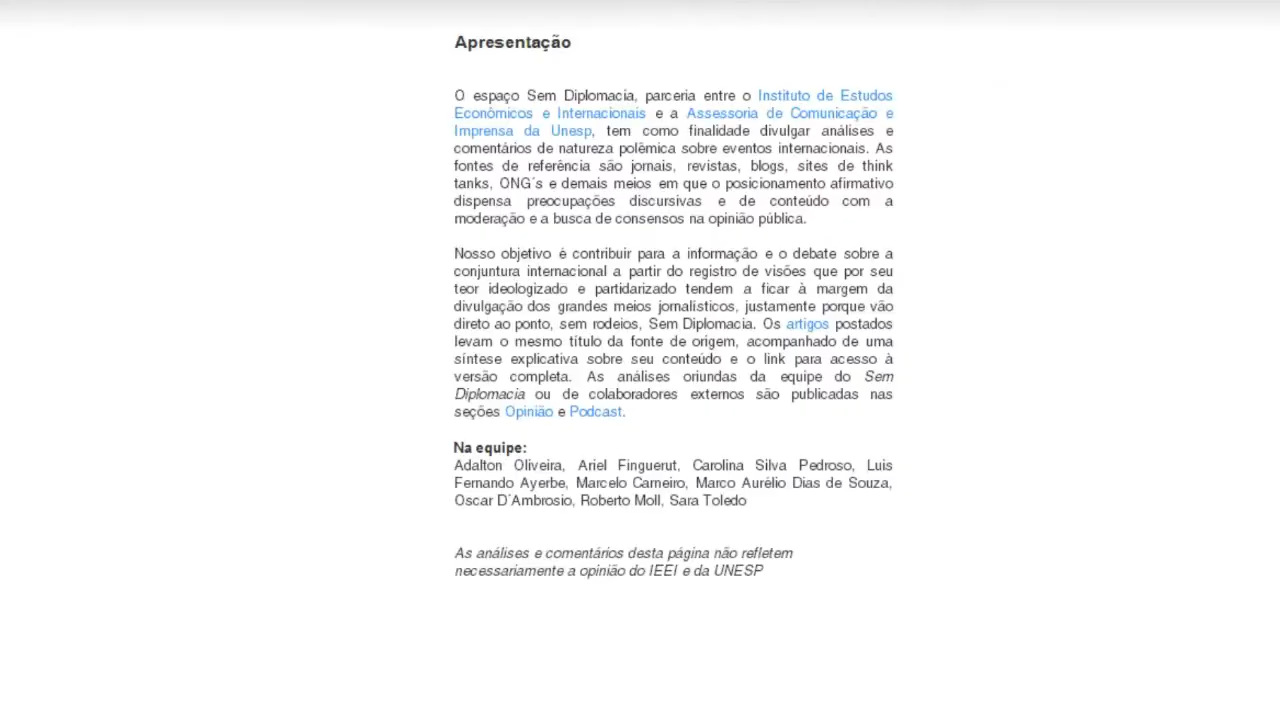 Apresentação
O espaço Sem Diplomacia, parceria entre o Instituto de Estudos
Econômicos e Internacionais e a Assessoria de Comunicação e
Imprensa da Unesp, tem como finalidade divulgar análises e
comentários de natureza polêmica sobre eventos internacionais. As
fontes de referência são jornais, revistas, blogs, sites de think
tanks, ONG´s e demais meios em que o posicionamento afirmativo
dispensa preocupações discursivas e de conteúdo com a
moderação e a busca de consensos na opinião pública.
Nosso objetivo é contribuir para a informação e o debate sobre a
conjuntura internacional a partir do registro de visões que por seu
teor ideologizado e partidarizado tendem a ficar à margem da
divulgação dos grandes meios jornalísticos, justamente porque vão
direto ao ponto, sem rodeios, Sem Diplomacia. Os artigos postados
levam o mesmo título da fonte de origem, acompanhado de uma
síntese explicativa sobre seu conteúdo e o link para acesso à
versão completa. As análises oriundas da equipe do Sem
Diplomacia ou de colaboradores externos são publicadas nas
seções Opinião e Podcast.
Na equipe:
Adalton Oliveira, Ariel Finguerut, Carolina Silva Pedroso, Luis
Fernando Ayerbe, Marcelo Carneiro, Marco Aurélio Dias de Souza,
Oscar D´Ambrosio, Roberto Moll, Sara Toledo
As análises e comentários desta página não refletem
necessariamente a opinião do IEEI e da UNESP